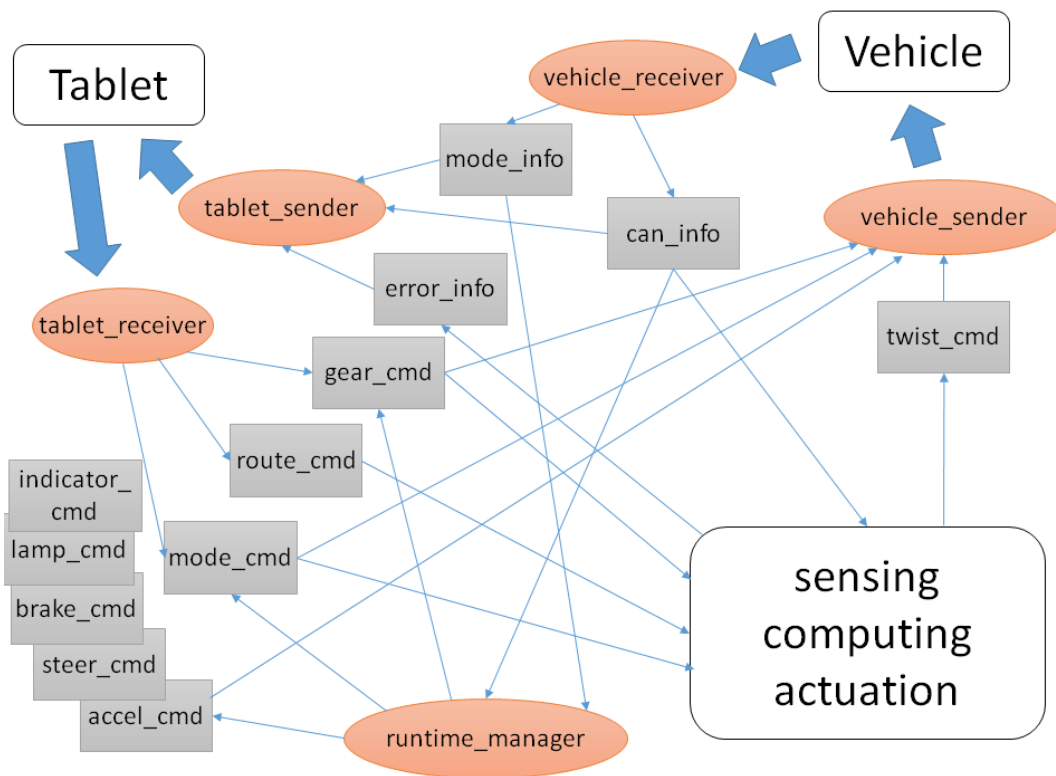 Tablet
vehicle_receiver
Vehicle
mode_info
tablet_sender
can_info
vehicle_sender
error_info
tablet_receiver
gear_cmd
twist_cmd
route_cmd
indicator_
cmd
lamp_cmd
mode_cmd
brake_cmd
steer_cmd
accel_cmd
runtime_manager
sensing
computing
actuation